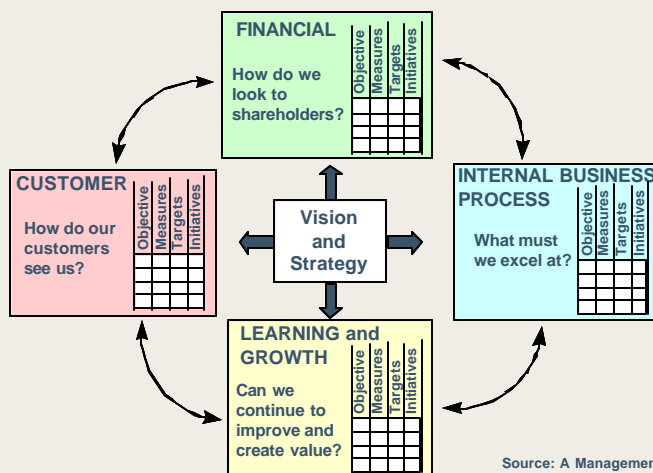 FINANCIAL
How do we
look to
shareholders?
Objective
Measures
Targets
Initiatives
CUSTOMER
How do our
customers
see us?
Objective
Measures
Targets
Initiatives
Vision
and
Strategy
INTERNAL BUSINESS
PROCESS
What must
we excel at?
Objective
Measures
Targets
Initiatives
LEARNING and
GROWTH
Can we
continue to
improve and
create value?
Objective
Measures
Targets
Initiatives
Source: A Management